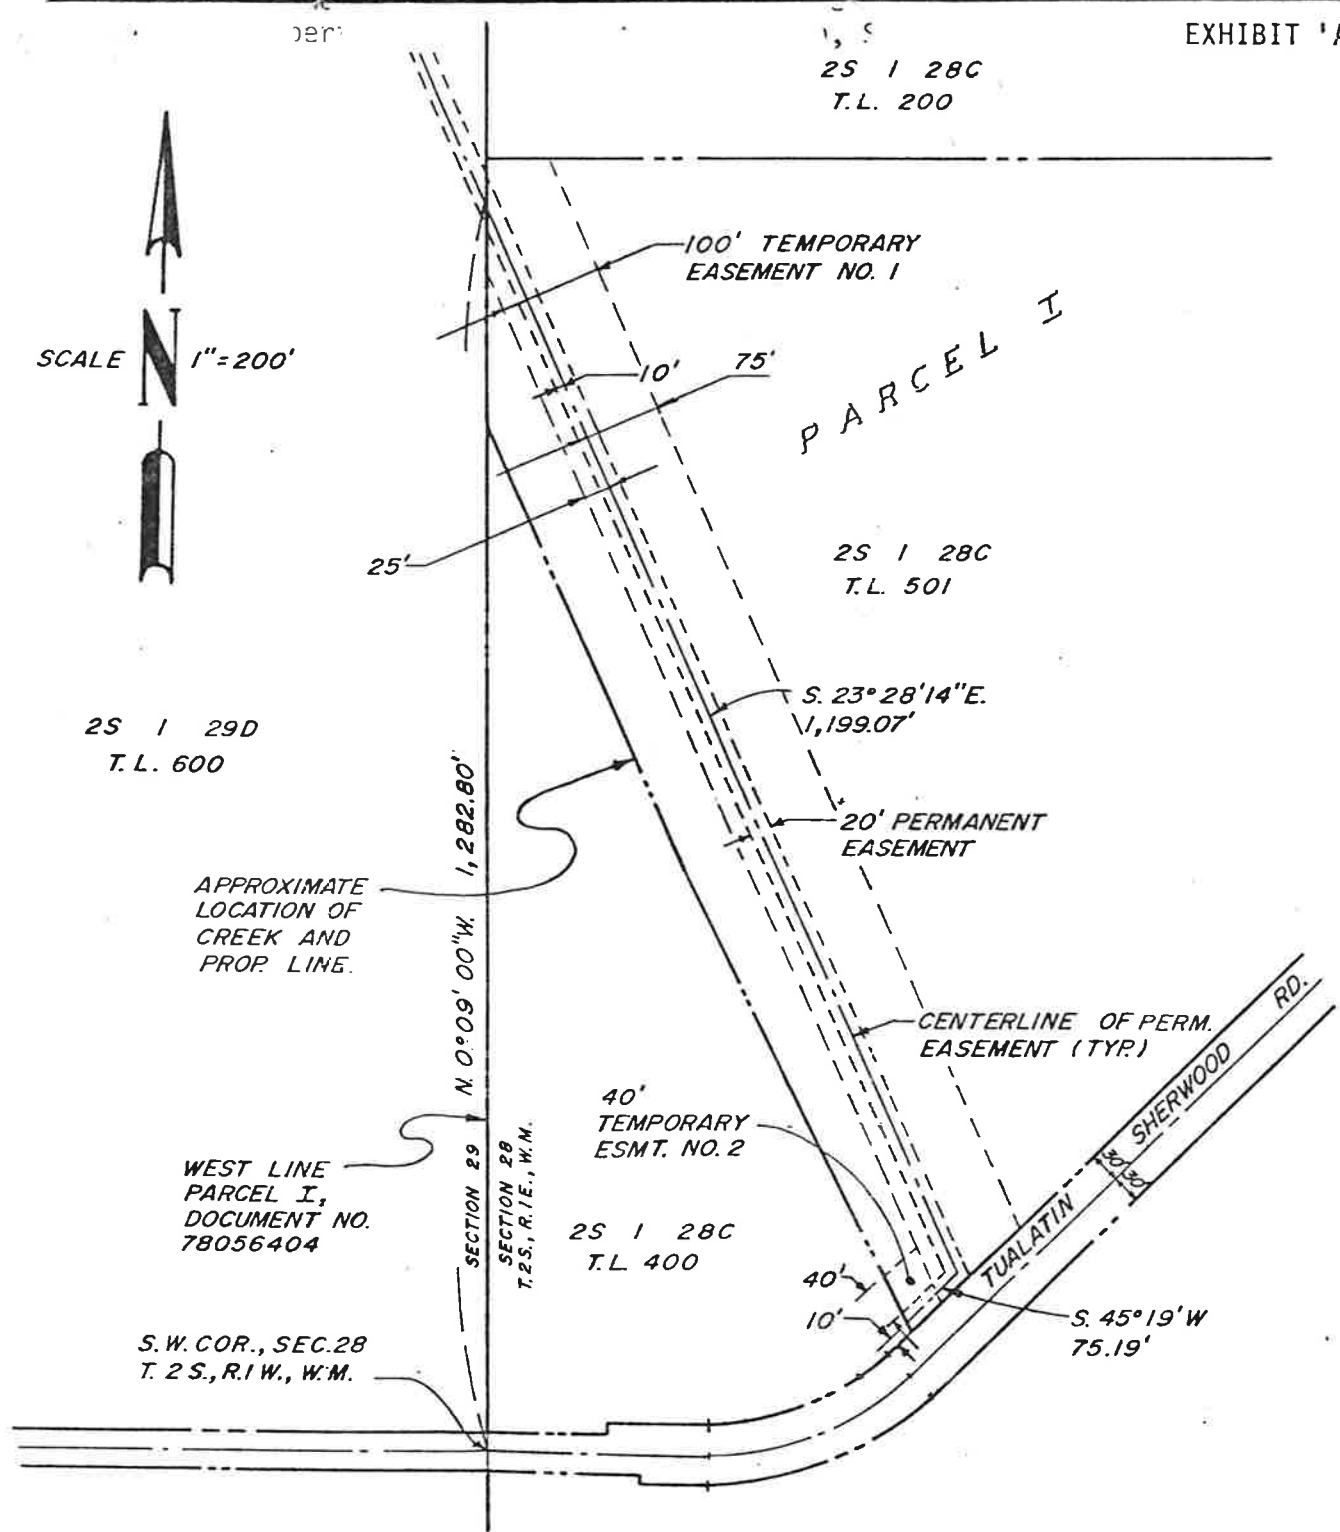 EXHIBIT 'A
2S 1 28C
T.L. 200
100' TEMPORARY
EASEMENT NO. 1
PARCEL I
SCALE N 1"=200'
10'
75'
25'
2S 1 28C
T.L. 501
S. 23°28'14"E.
1,199.07'
2S 1 29D
T.L. 600
N. 0°09'00"W. 1,282.80'
20' PERMANENT
EASEMENT
APPROXIMATE
LOCATION OF
CREEK AND
PROP. LINE.
CENTERLINE OF PERM.
EASEMENT (TYP.)
TUALATIN SHERWOOD RD.
30' 30'
40'
TEMPORARY
ESMT. NO. 2
WEST LINE
PARCEL I,
DOCUMENT NO.
78056404
SECTION 29
SECTION 28
T.2S., R.1E., W.M.
2S 1 28C
T.L. 400
40'
10'
S. 45°19'W
75.19'
S.W. COR., SEC.28
T. 2S., R.1W., W.M.